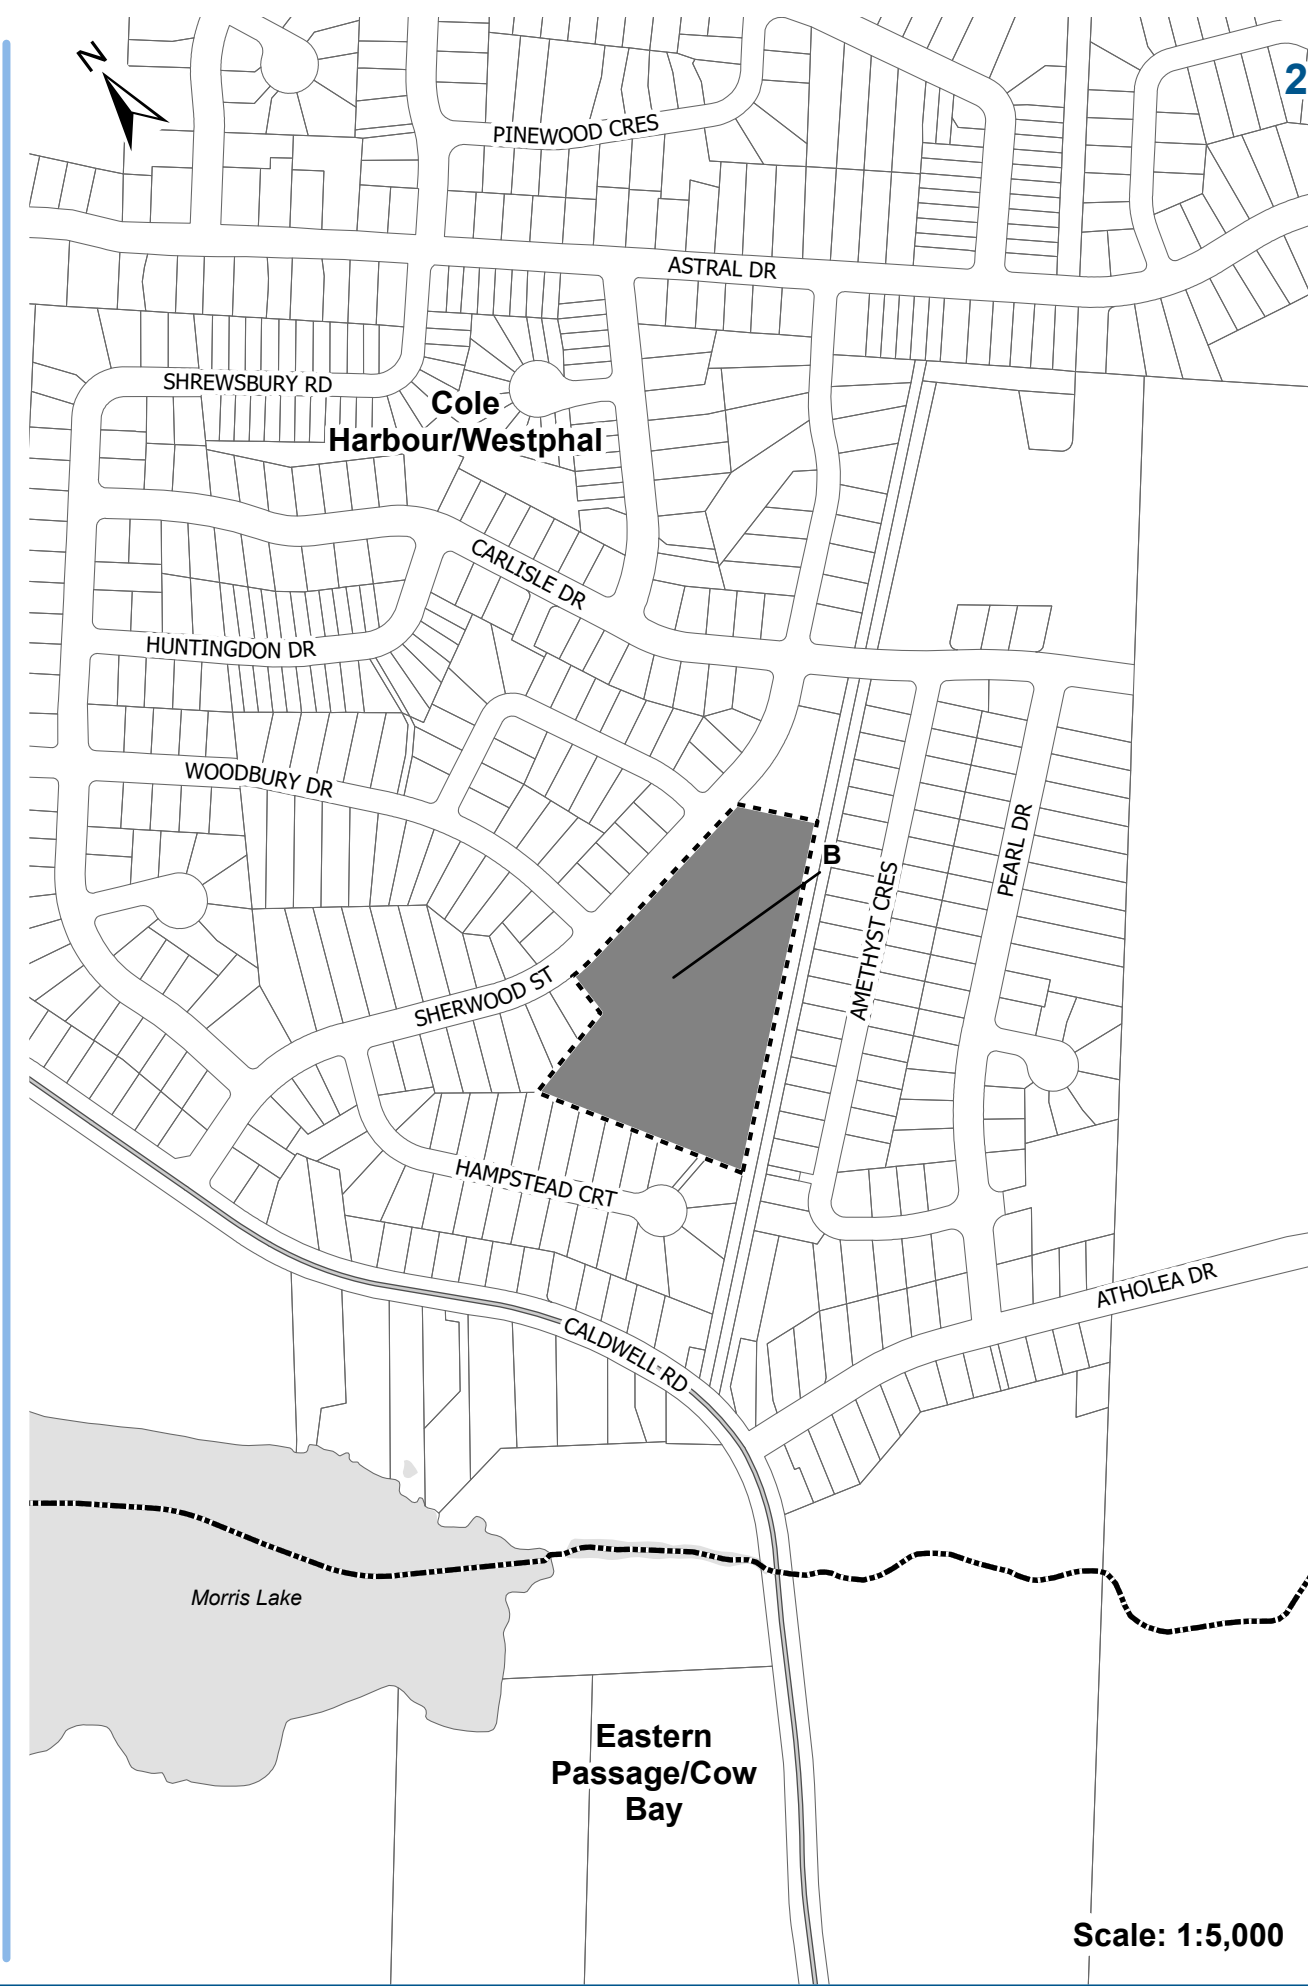 N
2
PINEWOOD CRES
ASTRAL DR
SHREWSBURY RD
Cole
Harbour/Westphal
CARLISLE DR
HUNTINGDON DR
WOODBURY DR
B
PEARL DR
AMETHYST CRES
SHERWOOD ST
HAMPSTEAD CRT
ATHOLEA DR
CALDWELL RD
Morris Lake
Eastern
Passage/Cow
Bay
Scale: 1:5,000